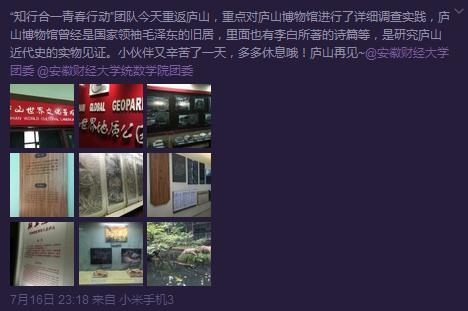 “知行合一青春行动”团队今天重返庐山，重点对庐山博物馆进行了详细调查实践，庐
山博物馆曾经是国家领袖毛泽东的旧居，里面也有李白所著的诗篇等，是研究庐山
近代史的实物见证。小伙伴又辛苦了一天，多多休息哦！庐山再见~@安徽财经大学
团委 @安徽财经大学统数学院团委
山世界文化景
GLOBAL GEOPAR
世界地质公
7月16日 23:18 来自 小米手机3